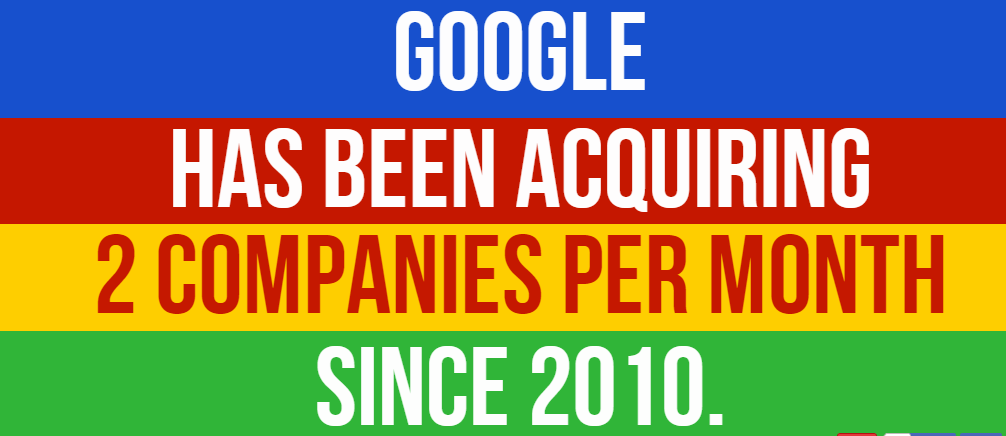 GOOGLE
HAS BEEN ACQUIRING
2 COMPANIES PER MONTH
SINCE 2010.